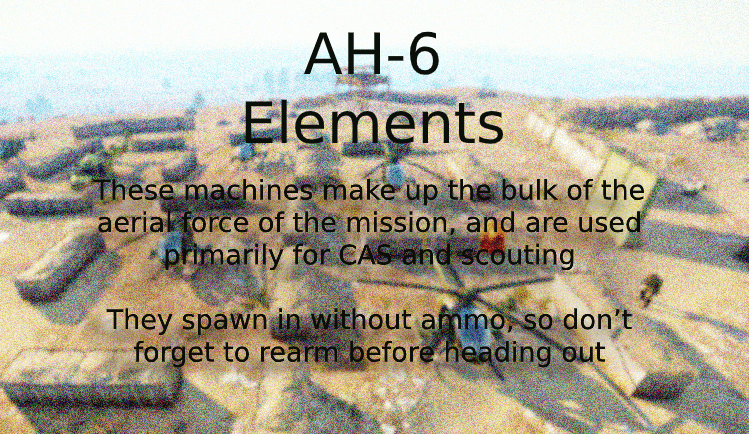 AH-6
Elements
These machines make up the bulk of the
aerial force of the mission, and are used
primarily for CAS and scouting
They spawn in without ammo, so don’t
forget to rearm before heading out